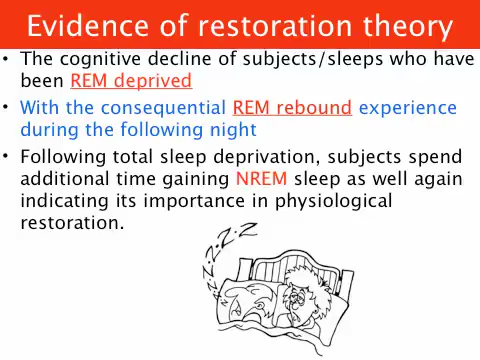 Evidence of restoration theory
• The cognitive decline of subjects/sleeps who have
been REM deprived
• With the consequential REM rebound experience
during the following night
• Following total sleep deprivation, subjects spend
additional time gaining NREM sleep as well again
indicating its importance in physiological
restoration.
Z-Z-Z-Z-Z-Z